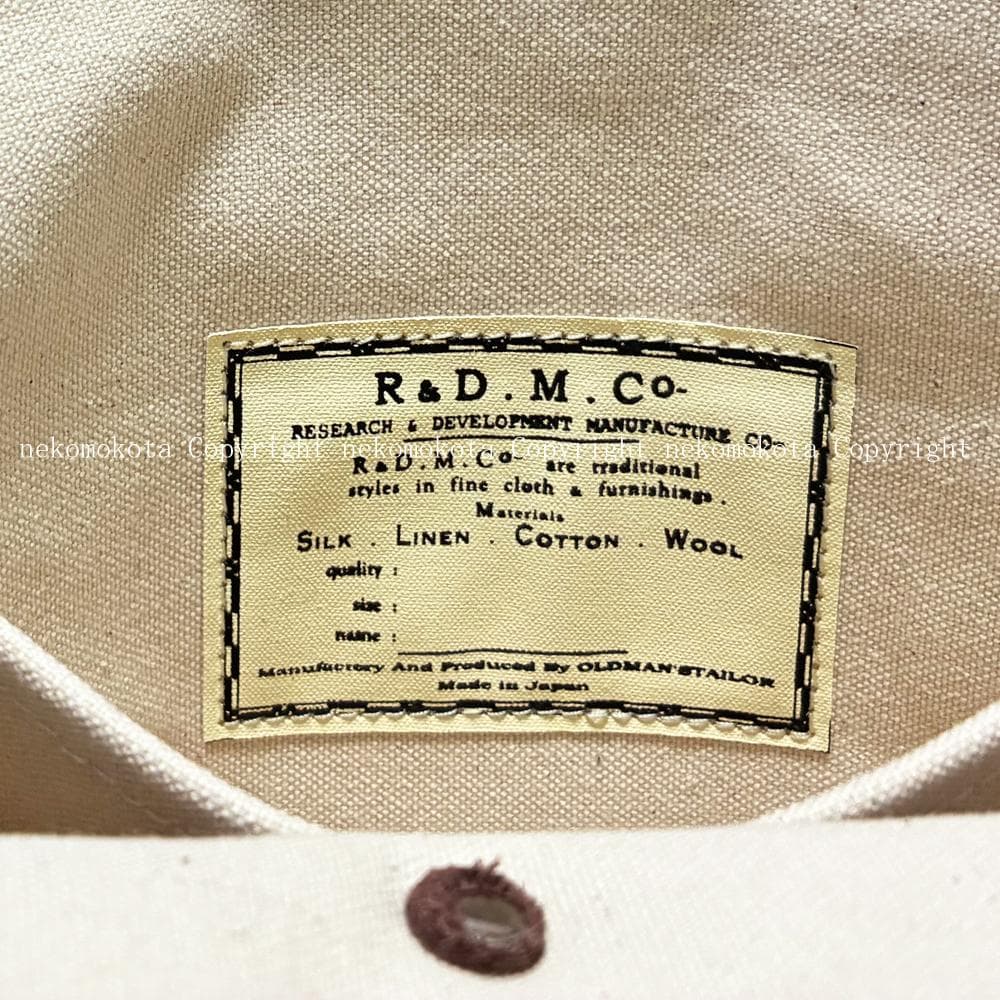 R & D . M . Co-
RESEARCH & DEVELOPMENT MANUFACTURE CO-
nekomokota Copyright nekomokota Copyright nekomokota Copyright
R & D . M . Co- are traditional
styles in fine cloth & furnishings .
Materials
SILK . LINEN . COTTON . WOOL
quality :
size :
name :
Manufactory And Produced By OLDMAN'STAILOR
Made in Japan